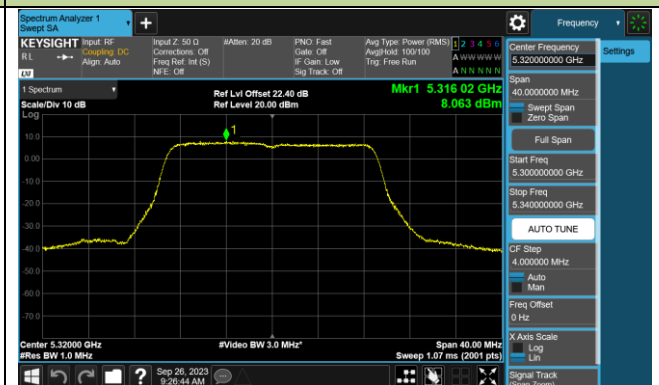 Spectrum Analyzer 1
Swept SA
+
Frequency
KEYSIGHT
Input: RF
Input Z: 50 Ω
#Atten: 20 dB
PNO: Fast
Avg Type: Power (RMS)
1 2 3 4 5 6
RL
Coupling: DC
Corrections: Off
Gate: Off
Avg|Hold: 100/100
A W W W W W
Align: Auto
Freq Ref: Int (S)
IF Gain: Low
Trig: Free Run
NFE: Off
Sig Track: Off
A N N N N N
LXI
Center Frequency
5.320000000 GHz
Settings
Span
40.0000000 MHz
Swept Span
Zero Span
Full Span
Start Freq
5.300000000 GHz
Stop Freq
5.340000000 GHz
AUTO TUNE
CF Step
4.000000 MHz
Auto
Man
Freq Offset
0 Hz
X Axis Scale
Log
Lin
Signal Track
(Span Zoom)
1 Spectrum
Ref Lvl Offset 22.40 dB
Mkr1 5.316 02 GHz
Scale/Div 10 dB
Ref Level 20.00 dBm
8.063 dBm
Log
1
10.0
0.00
-10.0
-20.0
-30.0
-40.0
-50.0
-60.0
-70.0
Center 5.32000 GHz
#Video BW 3.0 MHz*
Span 40.00 MHz
#Res BW 1.0 MHz
Sweep 1.07 ms (2001 pts)
?
Sep 26, 2023
9:26:44 AM